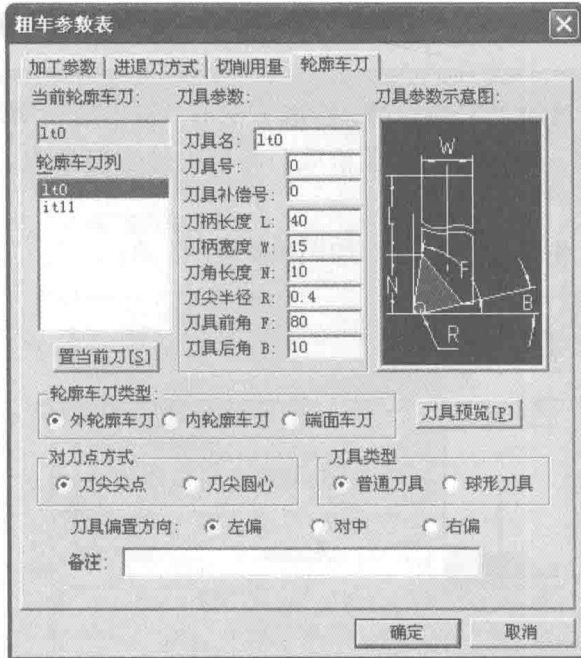 粗车参数表
加工参数 进退刀方式 切削用量 轮廓车刀
当前轮廓车刀: 刀具参数: 刀具参数示意图:
lt0
轮廓车刀列
lt0
it11
置当前刀[S]
刀具名: lt0
刀具号: 0
刀具补偿号: 0
刀柄长度 L: 40
刀柄宽度 W: 15
刀角长度 N: 10
刀尖半径 R: 0.4
刀具前角 F: 80
刀具后角 B: 10
W
L
F
N
B
R
轮廓车刀类型:
外轮廓车刀 内轮廓车刀 端面车刀
刀具预览[P]
对刀点方式
刀尖尖点 刀尖圆心
刀具类型
普通刀具 球形刀具
刀具偏置方向: 左偏 对中 右偏
备注:
确定 取消